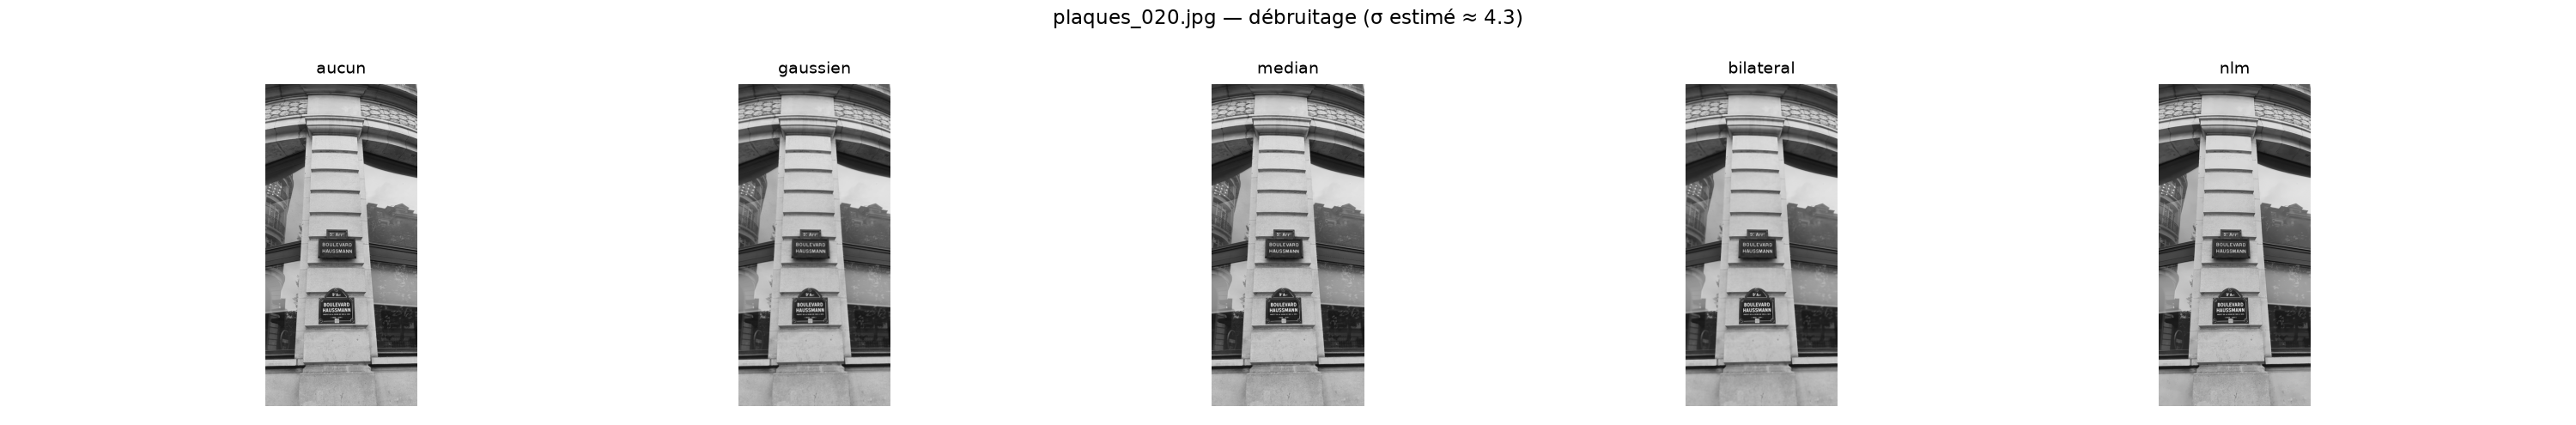 plaques_020.jpg — débruitage (σ estimé ≈ 4.3)
aucun
BOULEVARD
HAUSSMANN
BOULEVARD
HAUSSMANN
gaussien
BOULEVARD
HAUSSMANN
BOULEVARD
HAUSSMANN
median
BOULEVARD
HAUSSMANN
BOULEVARD
HAUSSMANN
bilateral
BOULEVARD
HAUSSMANN
BOULEVARD
HAUSSMANN
nlm
BOULEVARD
HAUSSMANN
BOULEVARD
HAUSSMANN